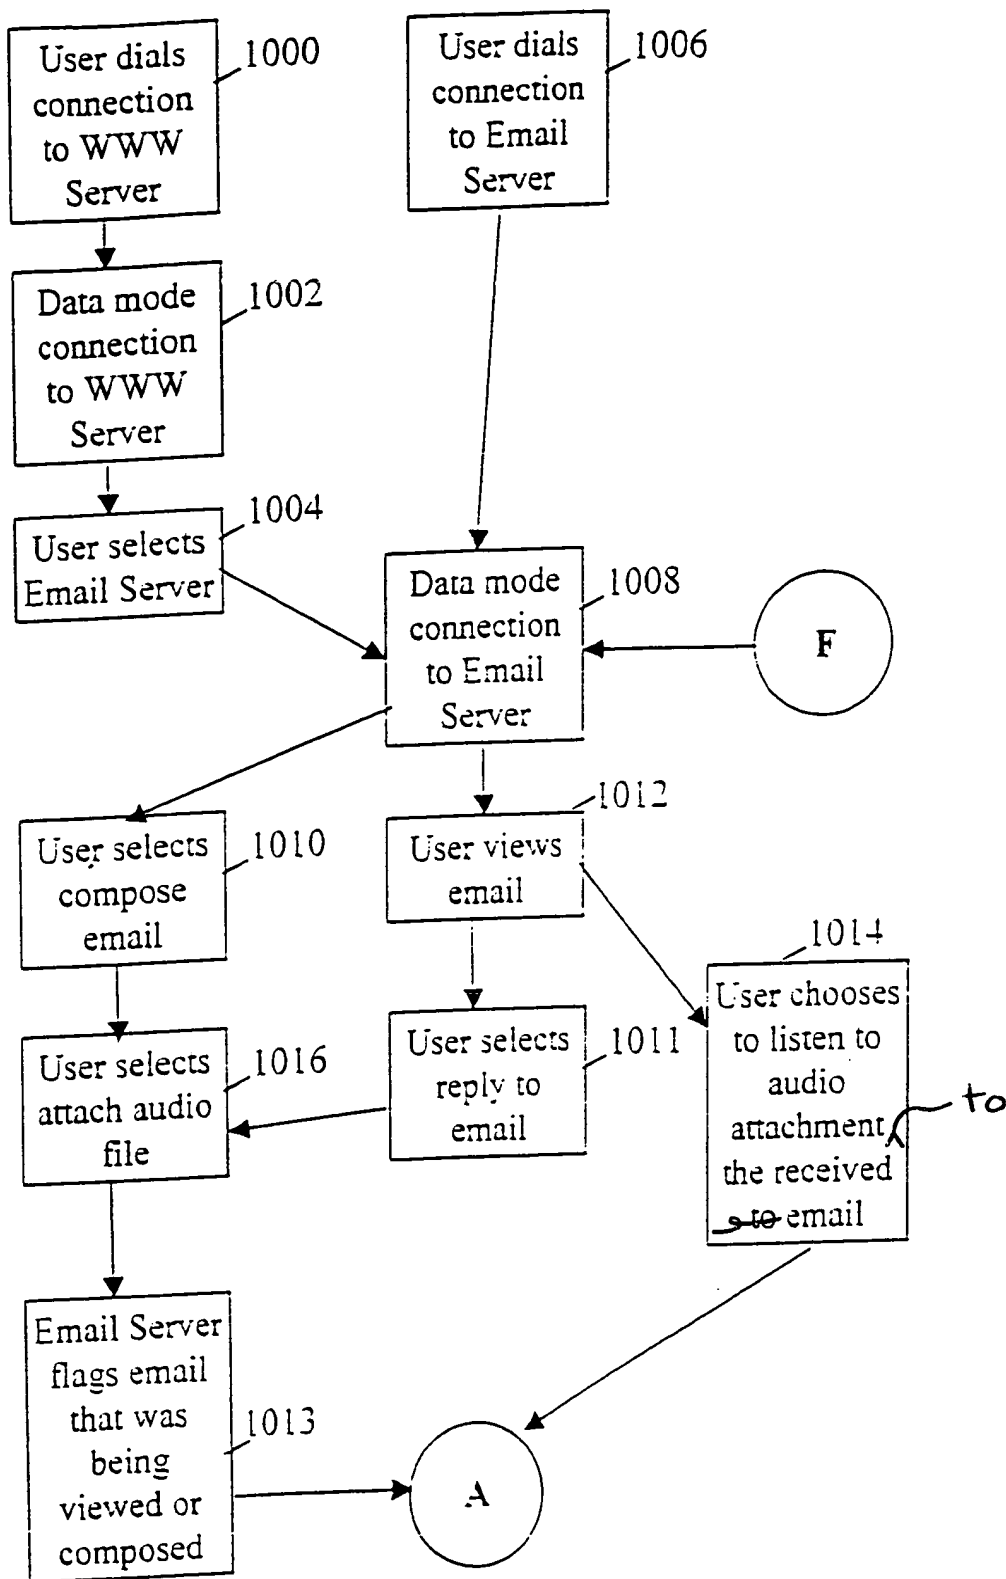 User dials
connection
to WWW
Server
1000
User dials
connection
to Email
Server
1006
Data mode
connection
to WWW
Server
1002
User selects
Email Server
1004
Data mode
connection
to Email
Server
1008
F
User selects
compose
email
1010
User views
email
1012
User chooses
to listen to
audio
attachment
the received
to email
1014
to
User selects
attach audio
file
1016
User selects
reply to
email
1011
Email Server
flags email
that was
being
viewed or
composed
1013
A